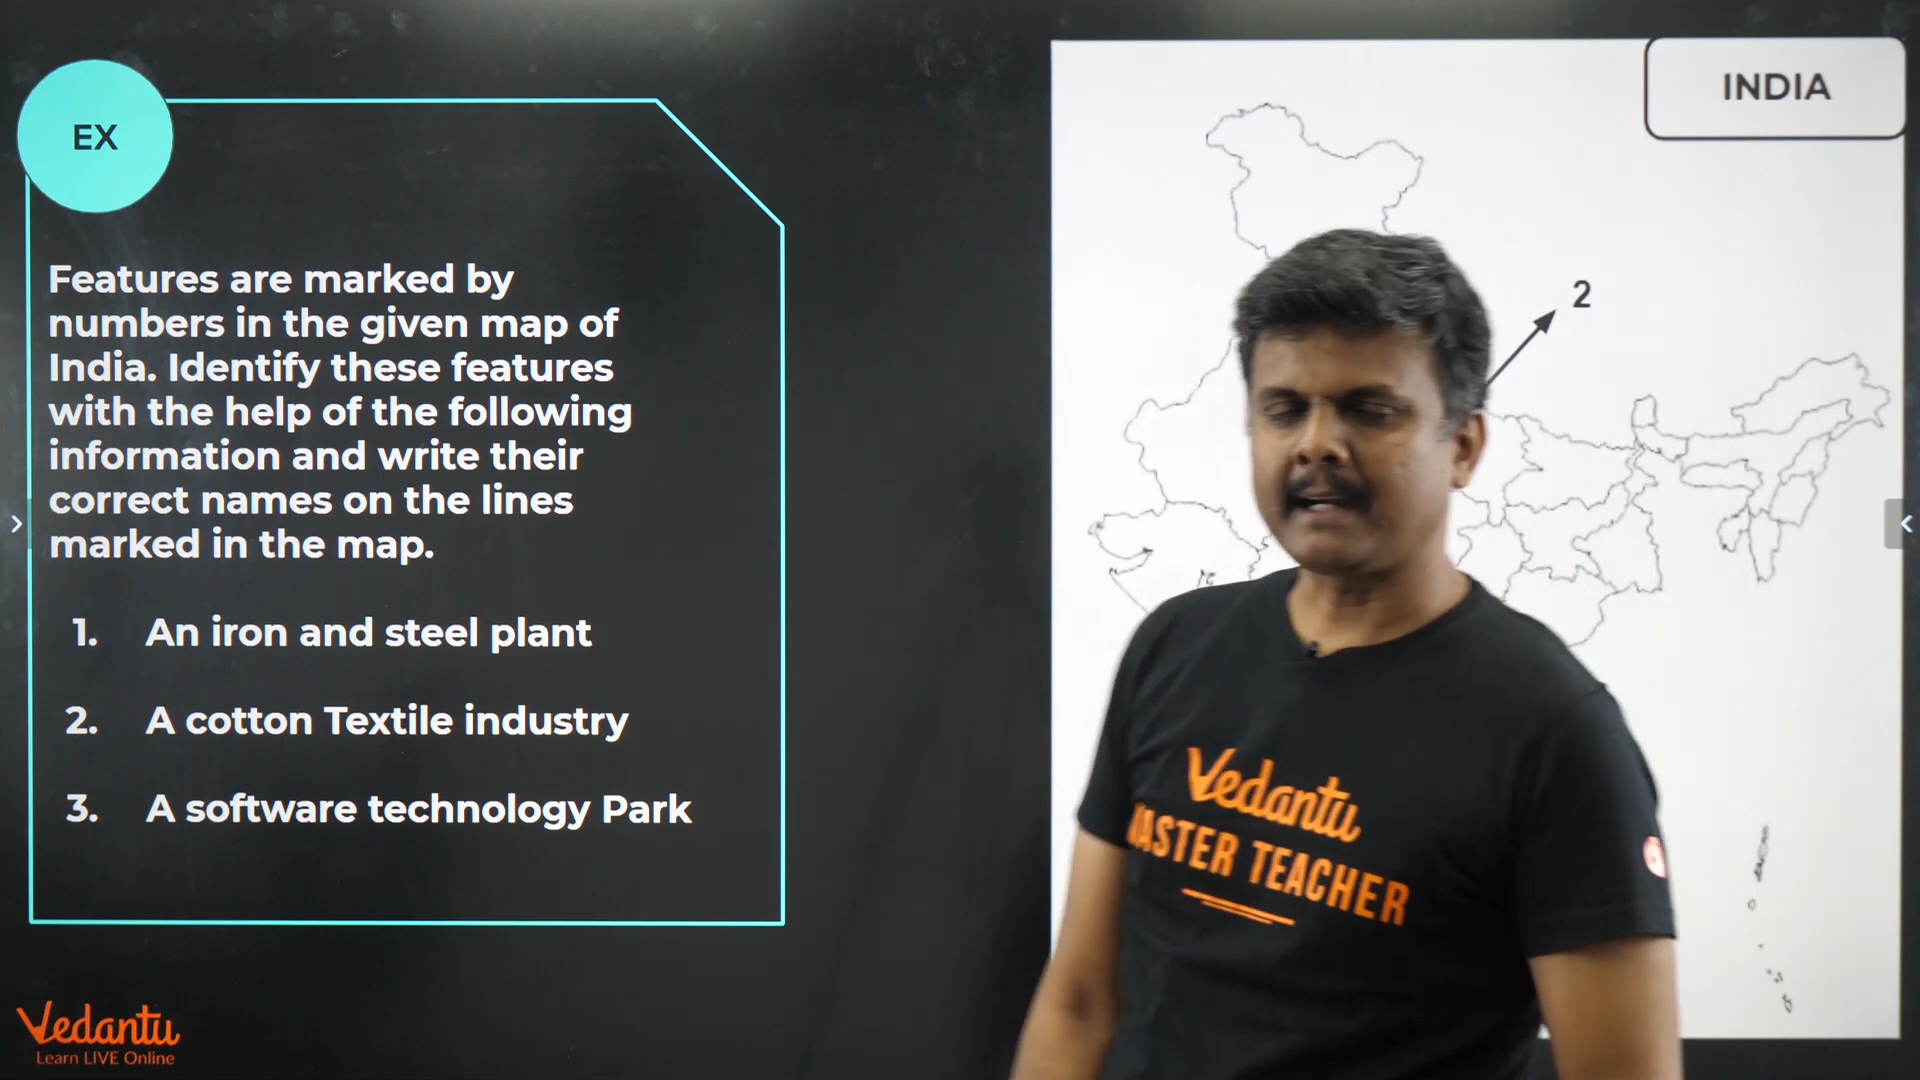 EX
Features are marked by
numbers in the given map of
India. Identify these features
with the help of the following
information and write their
correct names on the lines
marked in the map.
1. An iron and steel plant
2. A cotton Textile industry
3. A software technology Park
INDIA
2
Vedantu
MASTER TEACHER
Vedantu
Learn LIVE Online